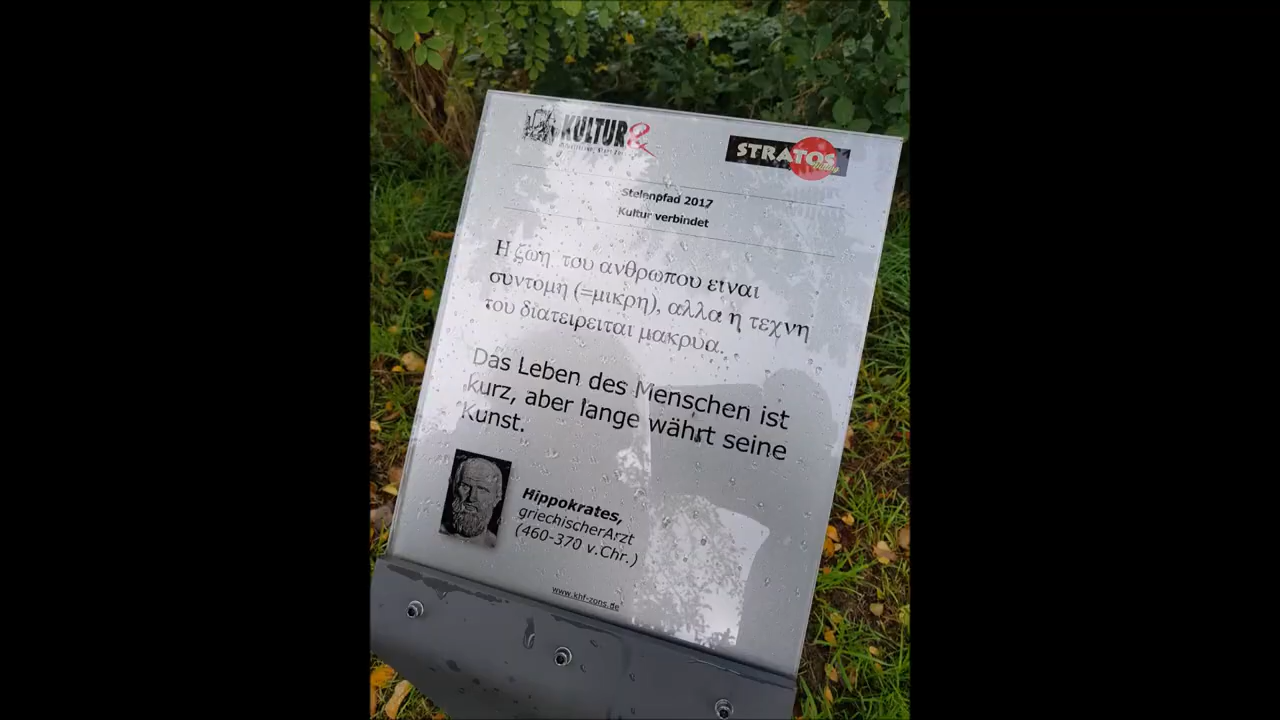 KULTUR&
STRATOS
Stelenpfad 2017
Kultur verbindet
Η ζωη του ανθρωπου ειναι
συντομη (=μικρη), αλλα η τεχνη
του διατειρειται μακρυα.
Das Leben des Menschen ist
kurz, aber lange währt seine
Kunst.
Hippokrates,
griechischerArzt
(460-370 v.Chr.)
www.khf-zons.de